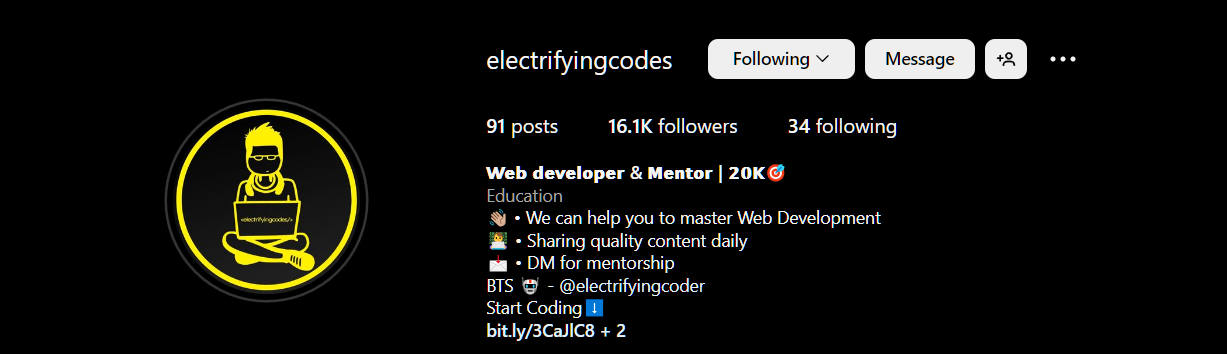 electrifyingcodes Following Message
91 posts 16.1K followers 34 following
Web developer & Mentor | 20K🎯
Education
👋🏼 • We can help you to master Web Development
👨🏼‍💻 • Sharing quality content daily
📩 • DM for mentorship
BTS 🤖 - @electrifyingcoder
Start Coding ⬇️
bit.ly/3CaJlC8 + 2
<electrifyingcodes/>